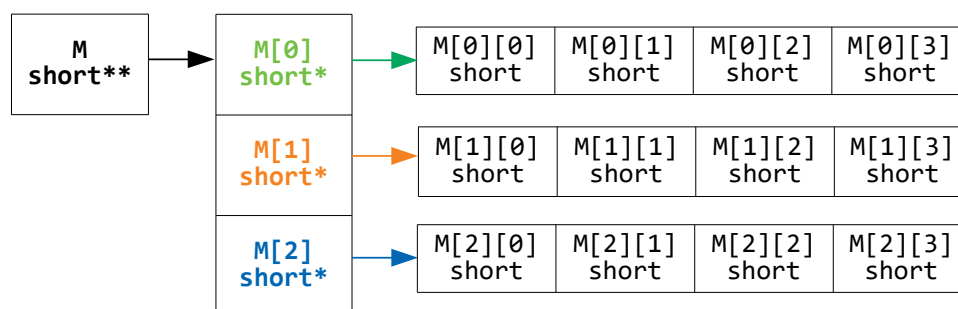 M
short**
M[0]
short*
M[0][0] M[0][1] M[0][2] M[0][3]
short short short short
M[1]
short*
M[1][0] M[1][1] M[1][2] M[1][3]
short short short short
M[2]
short*
M[2][0] M[2][1] M[2][2] M[2][3]
short short short short